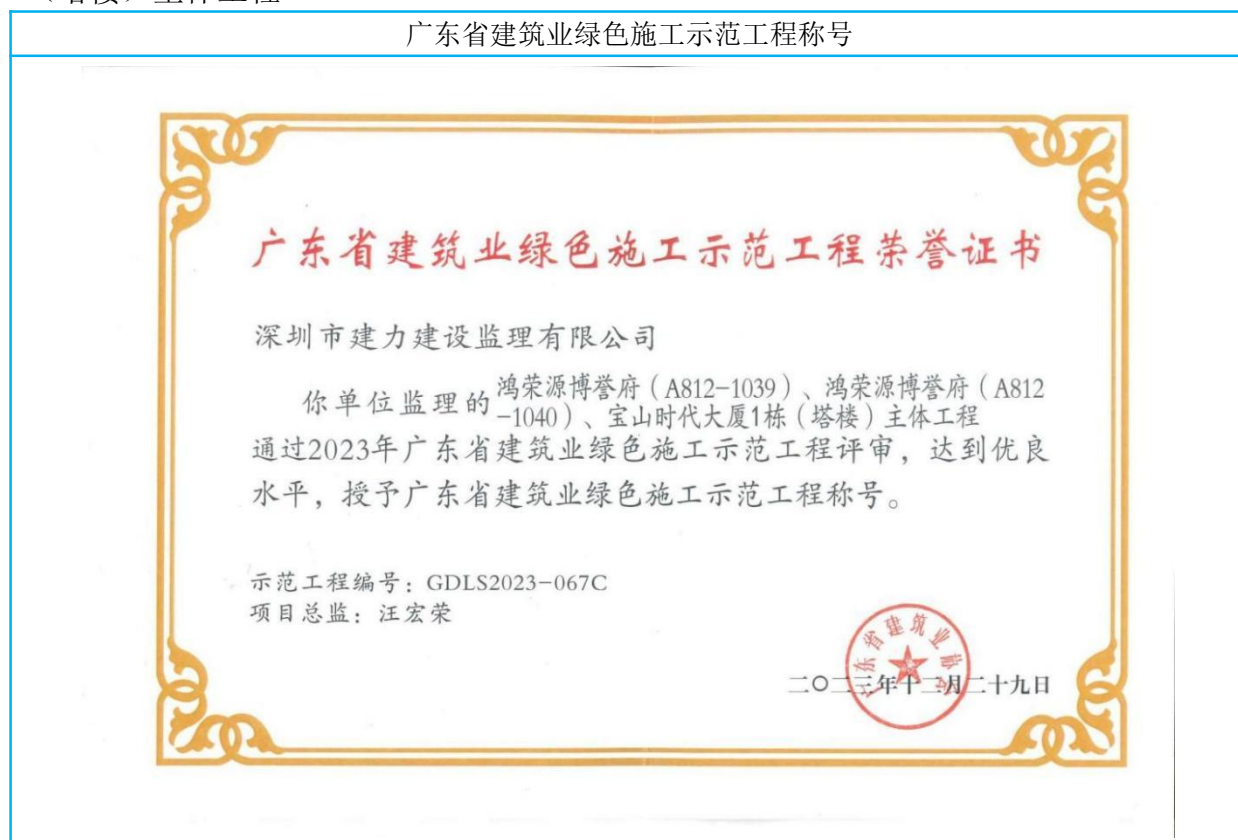 （塔楼）主体工程
广东省建筑业绿色施工示范工程称号
广东省建筑业绿色施工示范工程荣誉证书
深圳市建力建设监理有限公司
你单位监理的鸿荣源博誉府（A812-1039）、鸿荣源博誉府（A812
-1040）、宝山时代大厦1栋（塔楼）主体工程
通过2023年广东省建筑业绿色施工示范工程评审，达到优良
水平，授予广东省建筑业绿色施工示范工程称号。
示范工程编号：GDLS2023-067C
项目总监：汪宏荣
广东省建筑业协会
二〇二三年十二月二十九日